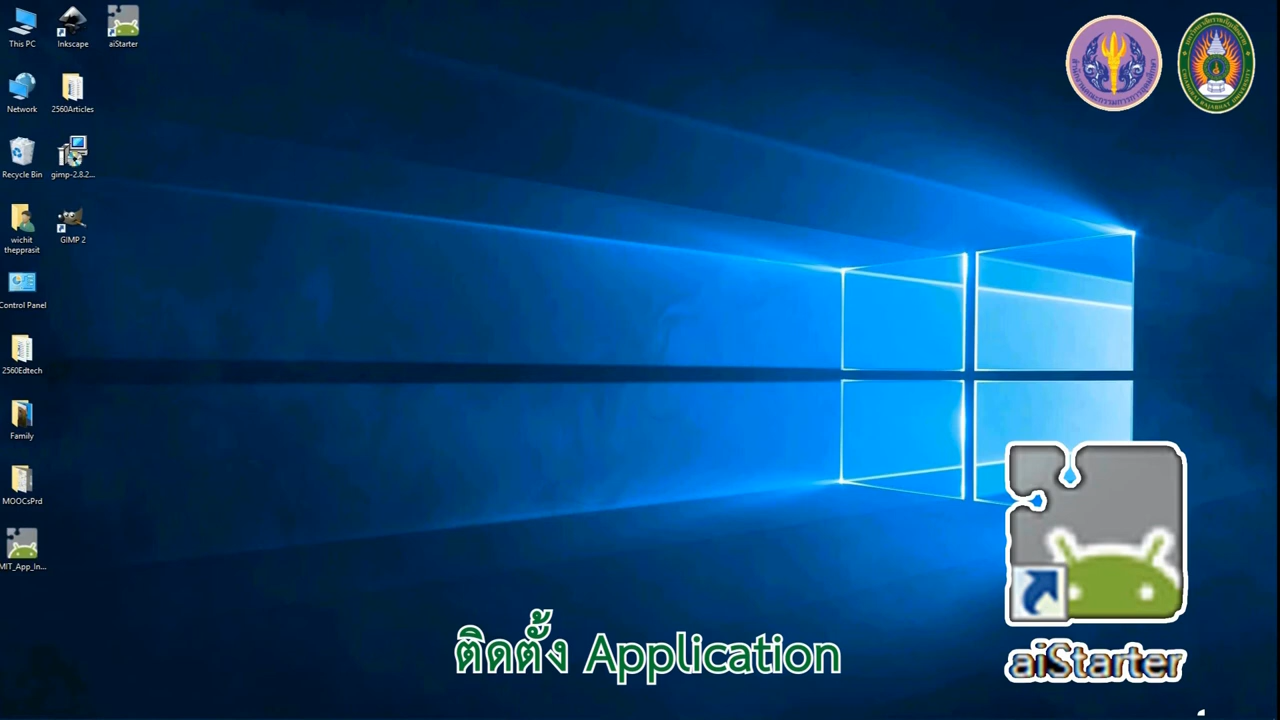 This PC
Inkscape
aiStarter
Network
2560Articles
Recycle Bin
gimp-2.8.2...
wichit
thepprasit
GIMP 2
Control Panel
2560Edtech
Family
MOOCsPrd
MIT_App_In...
ติดตั้ง Application
aiStarter